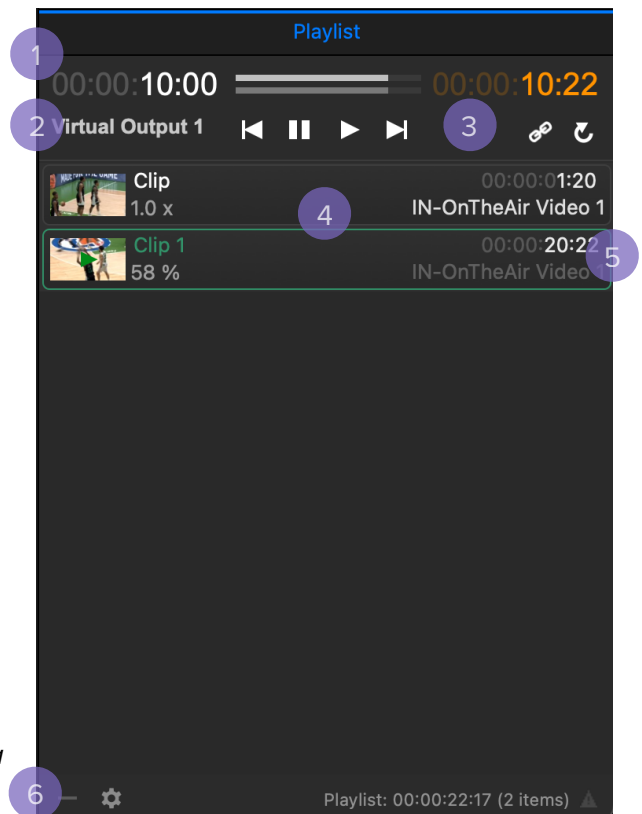 Playlist
1
00:00:10:00 00:00:10:22
2 Virtual Output 1 3
Clip 00:00:01:20
1.0 x 4 IN-OnTheAir Video 1
Clip 1 00:00:20:22 5
58 % IN-OnTheAir Video 1
6 Playlist: 00:00:22:17 (2 items)